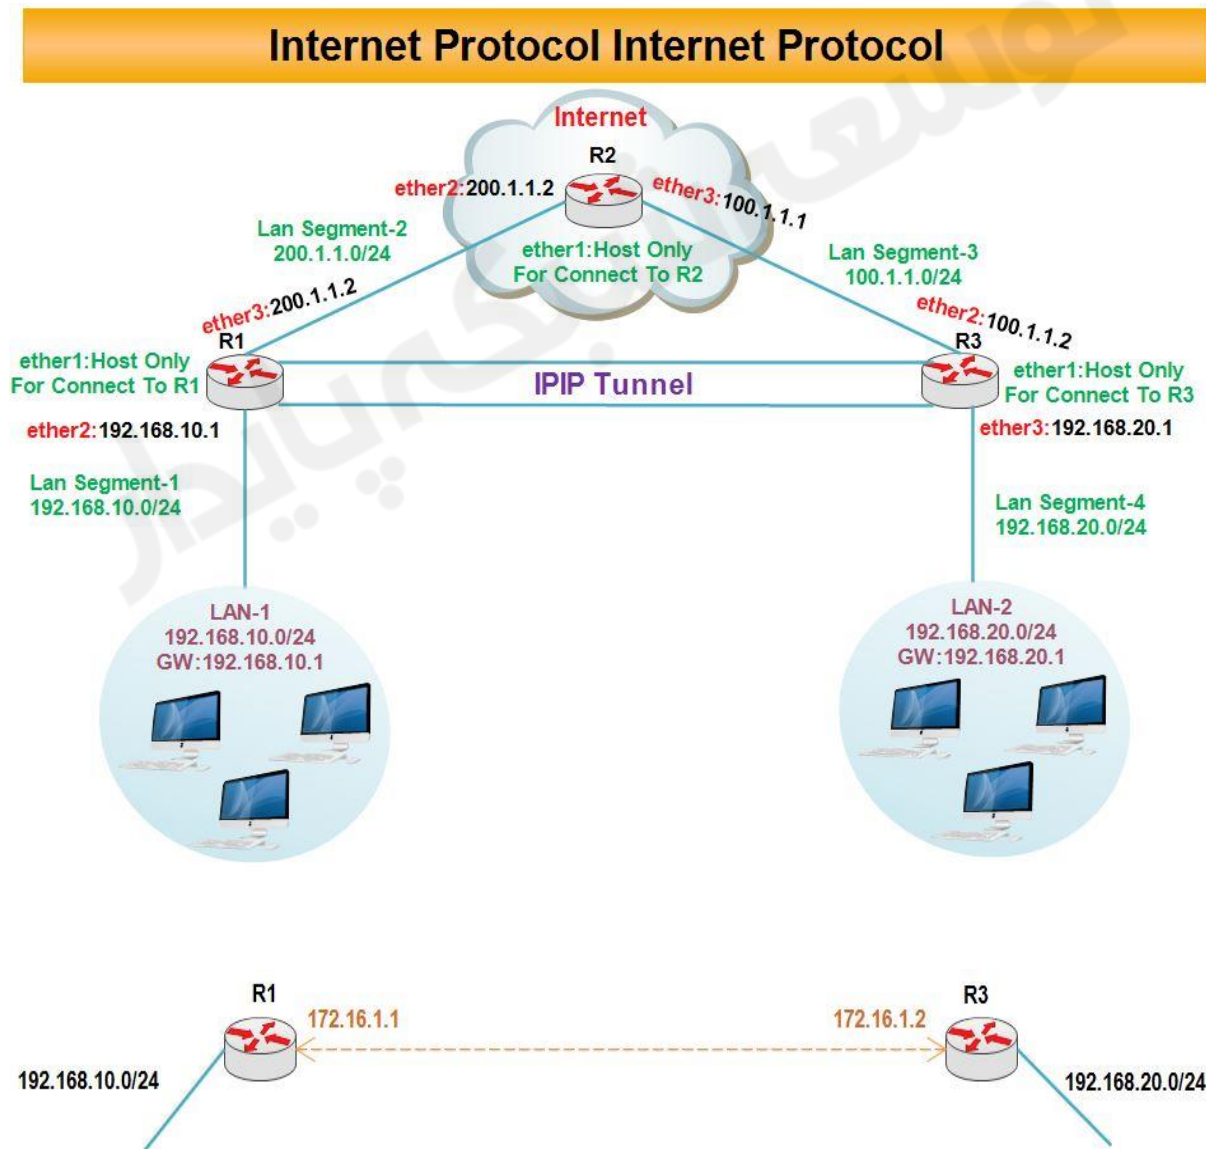 Internet Protocol Internet Protocol
Internet
R2
ether2:200.1.1.2
ether3:100.1.1.1
Lan Segment-2
200.1.1.0/24
ether1:Host Only
For Connect To R2
Lan Segment-3
100.1.1.0/24
ether3:200.1.1.2
R1
ether2:100.1.1.2
R3
ether1:Host Only
For Connect To R1
IPIP Tunnel
ether1:Host Only
For Connect To R3
ether2:192.168.10.1
ether3:192.168.20.1
Lan Segment-1
192.168.10.0/24
Lan Segment-4
192.168.20.0/24
LAN-1
192.168.10.0/24
GW:192.168.10.1
LAN-2
192.168.20.0/24
GW:192.168.20.1
R1
172.16.1.1
172.16.1.2
R3
192.168.10.0/24
192.168.20.0/24
توسعه شبکه پایدار